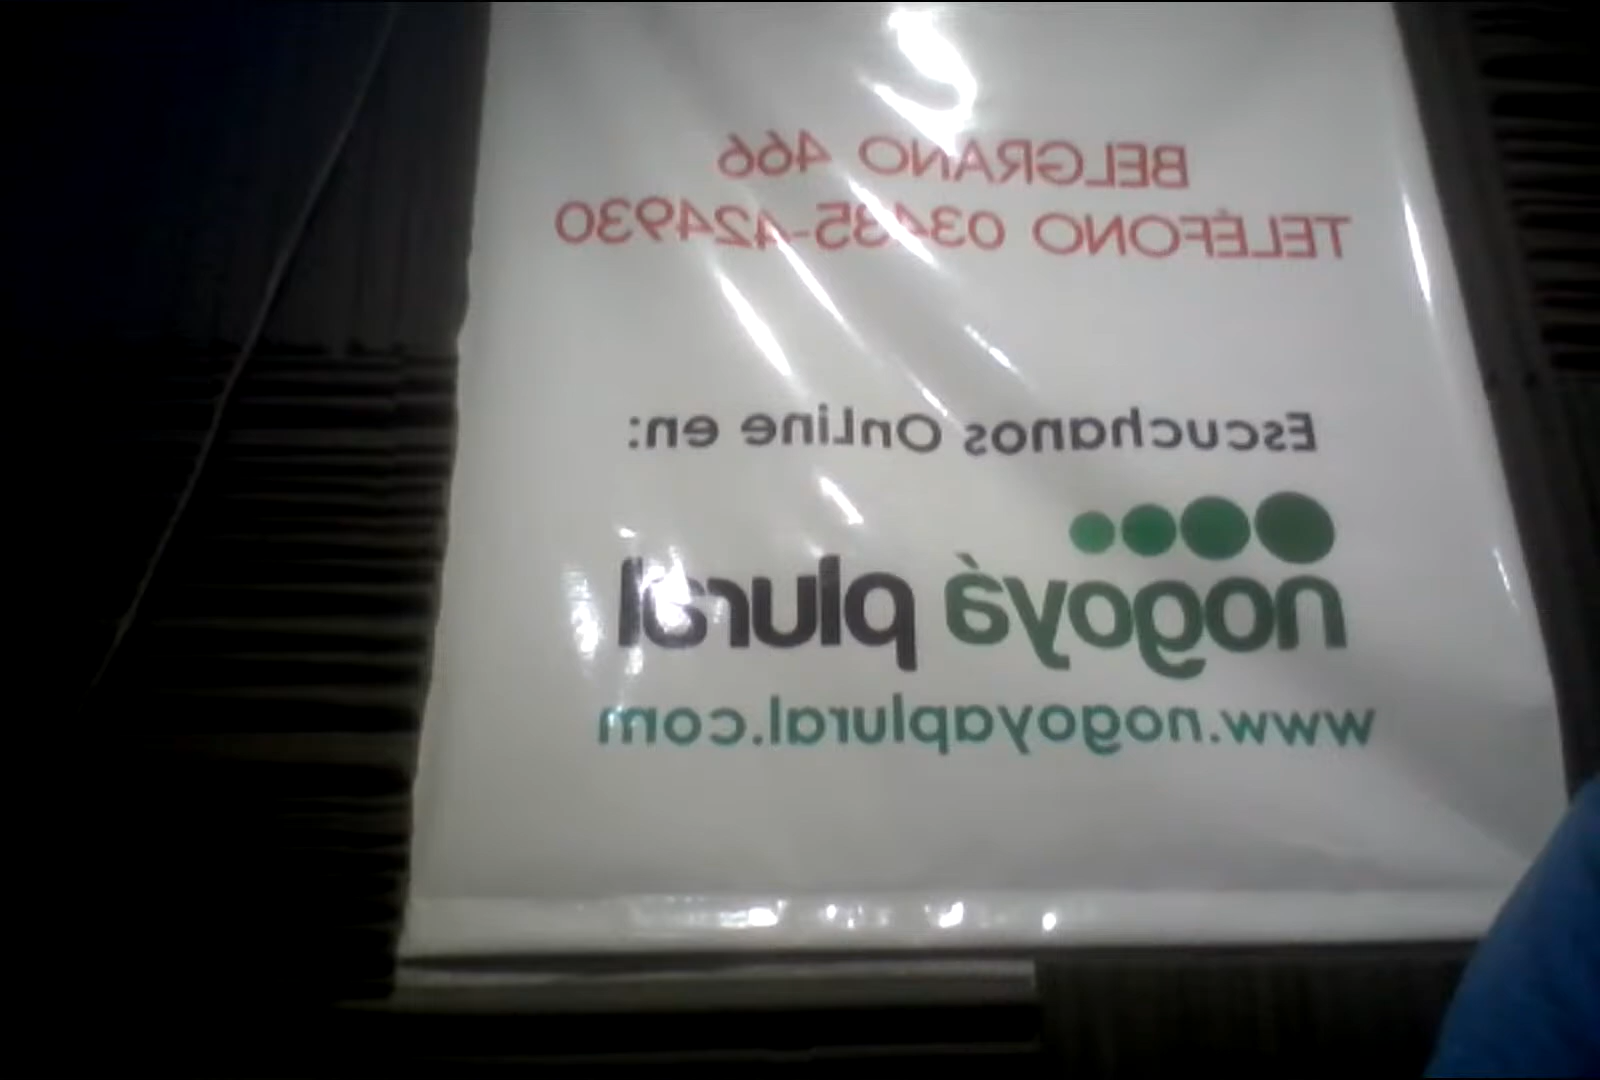 BELGRANO 466
TELÉFONO 03435-424930
Escuchanos OnLine en:
nogoyá plural
www.nogoyaplural.com